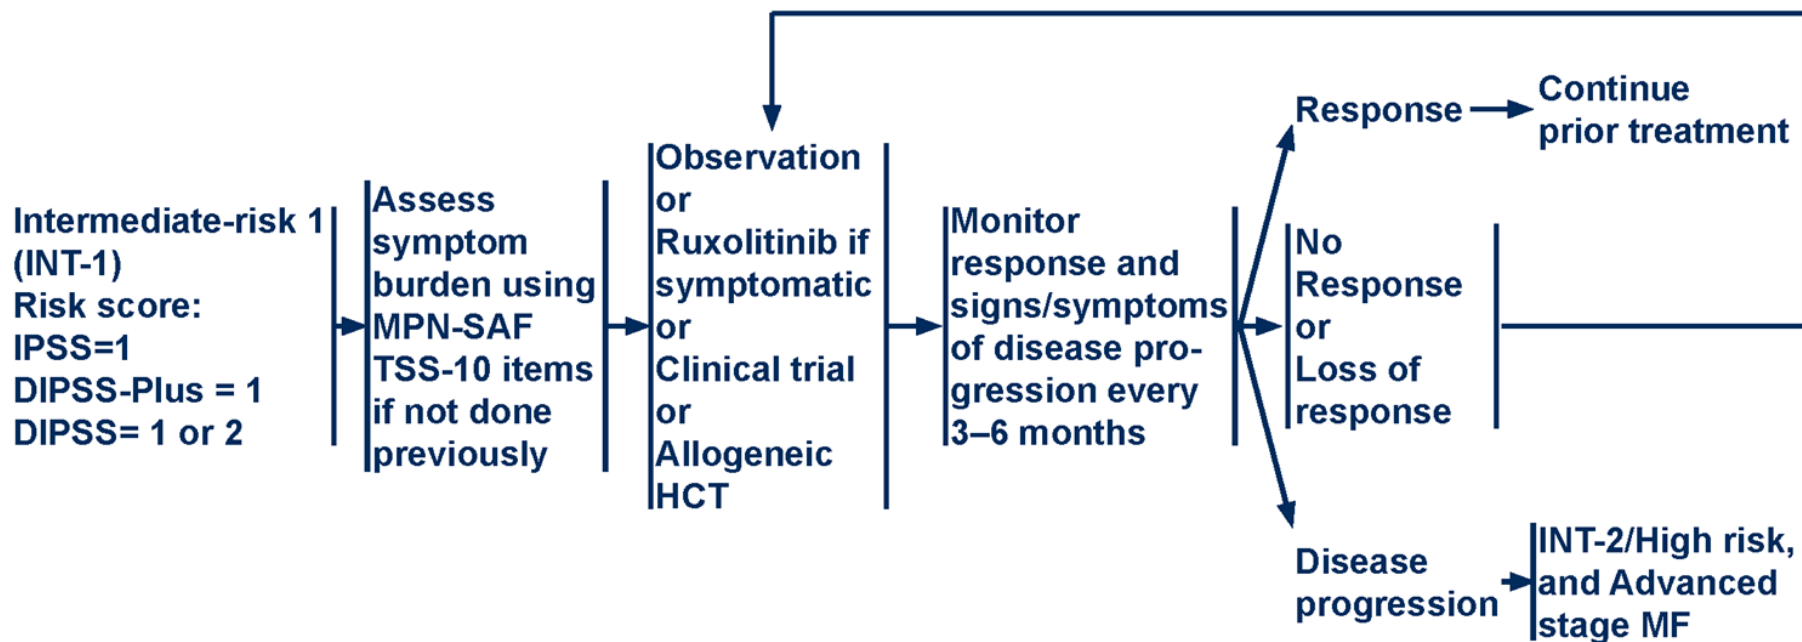 Intermediate-risk 1
(INT-1)
Risk score:
IPSS=1
DIPSS-Plus = 1
DIPSS= 1 or 2
Assess
symptom
burden using
MPN-SAF
TSS-10 items
if not done
previously
Observation
or
Ruxolitinib if
symptomatic
or
Clinical trial
or
Allogeneic
HCT
Monitor
response and
signs/symptoms
of disease pro-
gression every
3–6 months
Response
Continue
prior treatment
No
Response
or
Loss of
response
Disease
progression
INT-2/High risk,
and Advanced
stage MF